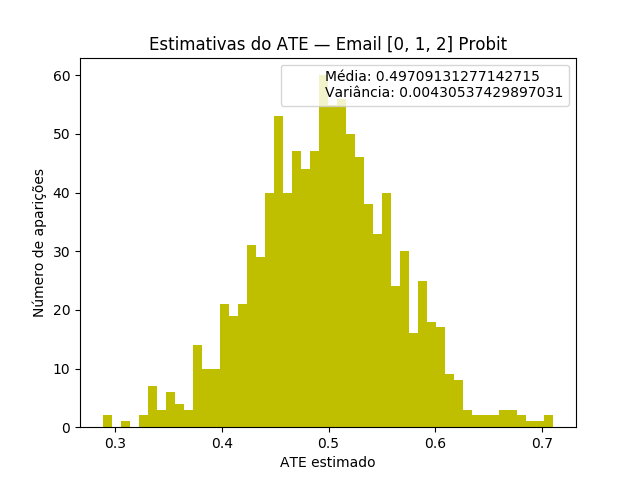 Estimativas do ATE — Email [0, 1, 2] Probit
Média: 0.49709131277142715
Variância: 0.00430537429897031
Número de aparições
60
50
40
30
20
10
0
0.3 0.4 0.5 0.6 0.7
ATE estimado